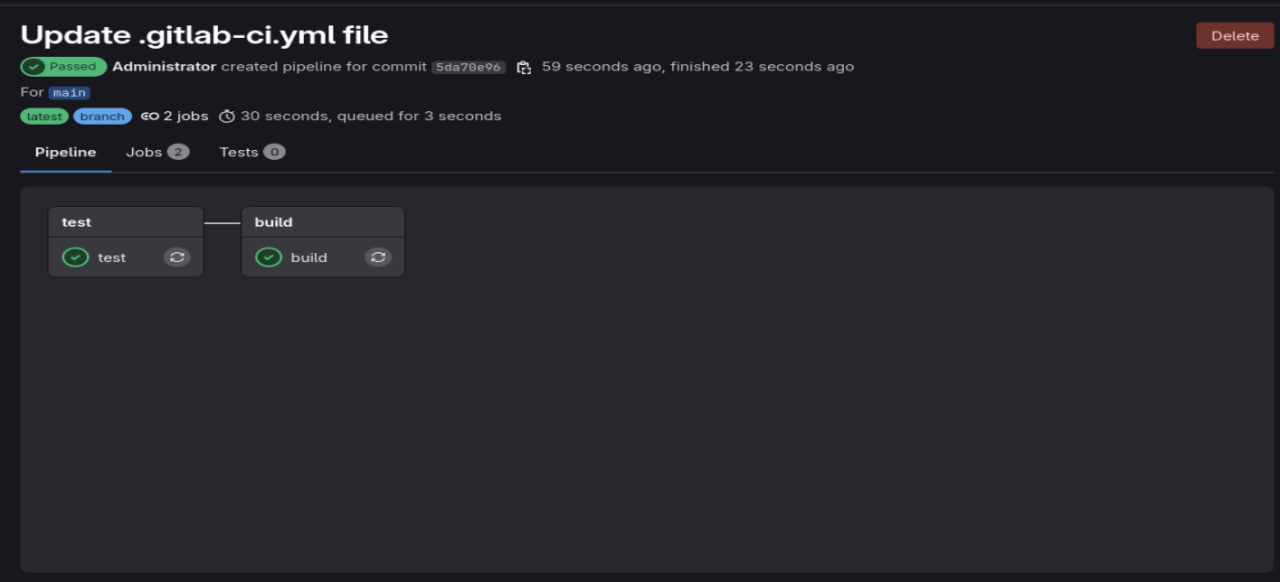 Update .gitlab-ci.yml file
Delete
Passed Administrator created pipeline for commit 5da70e96 59 seconds ago, finished 23 seconds ago
For main
latest branch 2 jobs 30 seconds, queued for 3 seconds
Pipeline Jobs 2 Tests 0
test build
test build